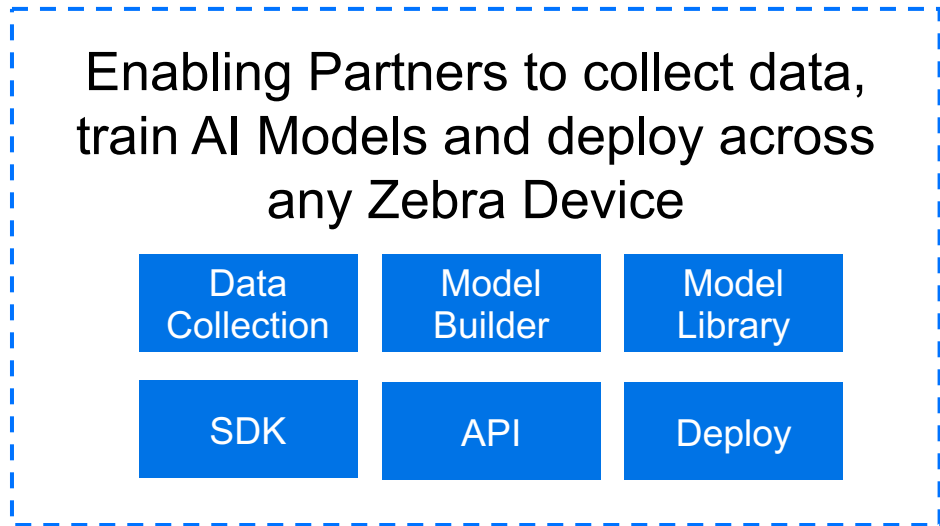 Enabling Partners to collect data,
train AI Models and deploy across
any Zebra Device
Data
Collection
Model
Builder
Model
Library
SDK
API
Deploy